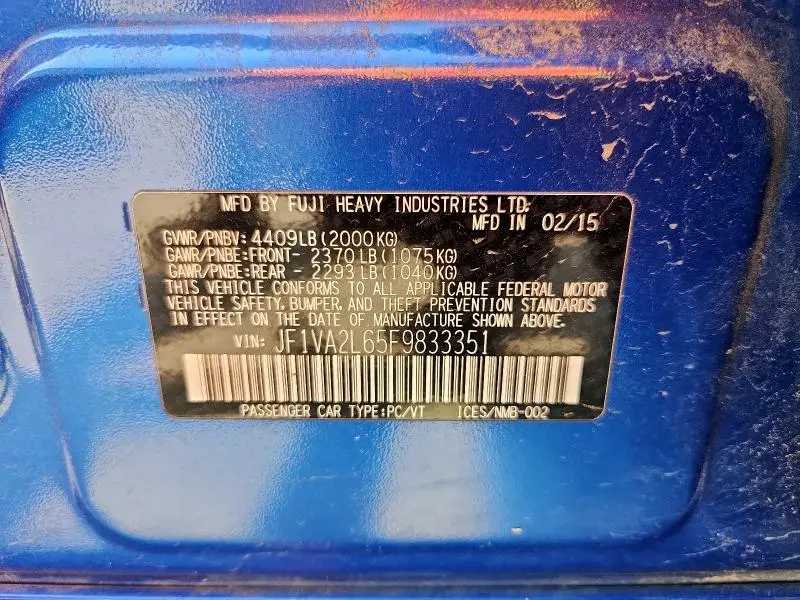 MFD BY FUJI HEAVY INDUSTRIES LTD.
MFD IN 02/15
GVWR/PNBV: 4409LB(2000KG)
GAWR/PNBE:FRONT- 2370LB(1075KG)
GAWR/PNBE:REAR - 2293LB(1040KG)
THIS VEHICLE CONFORMS TO ALL APPLICABLE FEDERAL MOTOR
VEHICLE SAFETY, BUMPER, AND THEFT PREVENTION STANDARDS
IN EFFECT ON THE DATE OF MANUFACTURE SHOWN ABOVE.
VIN: JF1VA2L65F9833351
PASSENGER CAR TYPE:PC/VT ICES/NMB-002